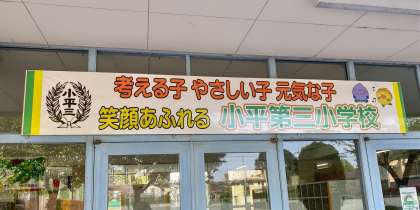 小平三
考える子 やさしい子 元気な子
笑顔あふれる 小平第三小学校